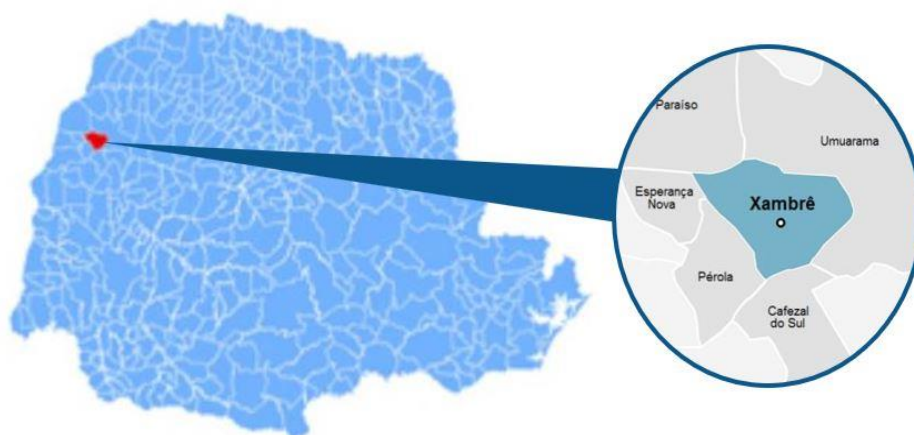 Paraíso
Umuarama
Esperança
Nova
Xambrê
Pérola
Cafezal
do Sul